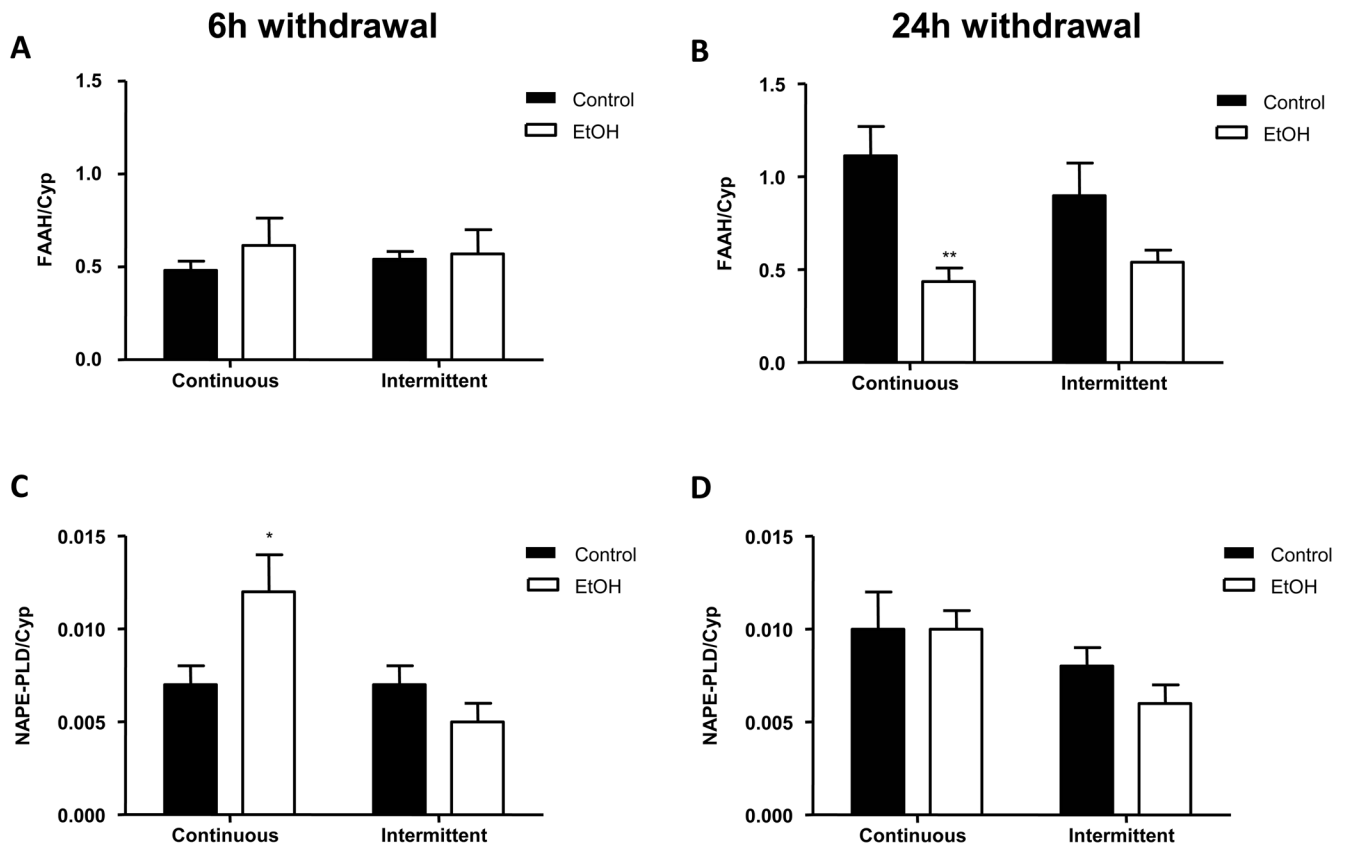 6h withdrawal
24h withdrawal
A
1.5
1.0
0.5
0.0
FAAH/Cyp
Control
EtOH
Continuous
Intermittent
B
1.5
1.0
0.5
0.0
FAAH/Cyp
Control
EtOH
**
Continuous
Intermittent
C
0.015
0.010
0.005
0.000
NAPE-PLD/Cyp
*
Control
EtOH
Continuous
Intermittent
D
0.015
0.010
0.005
0.000
NAPE-PLD/Cyp
Control
EtOH
Continuous
Intermittent